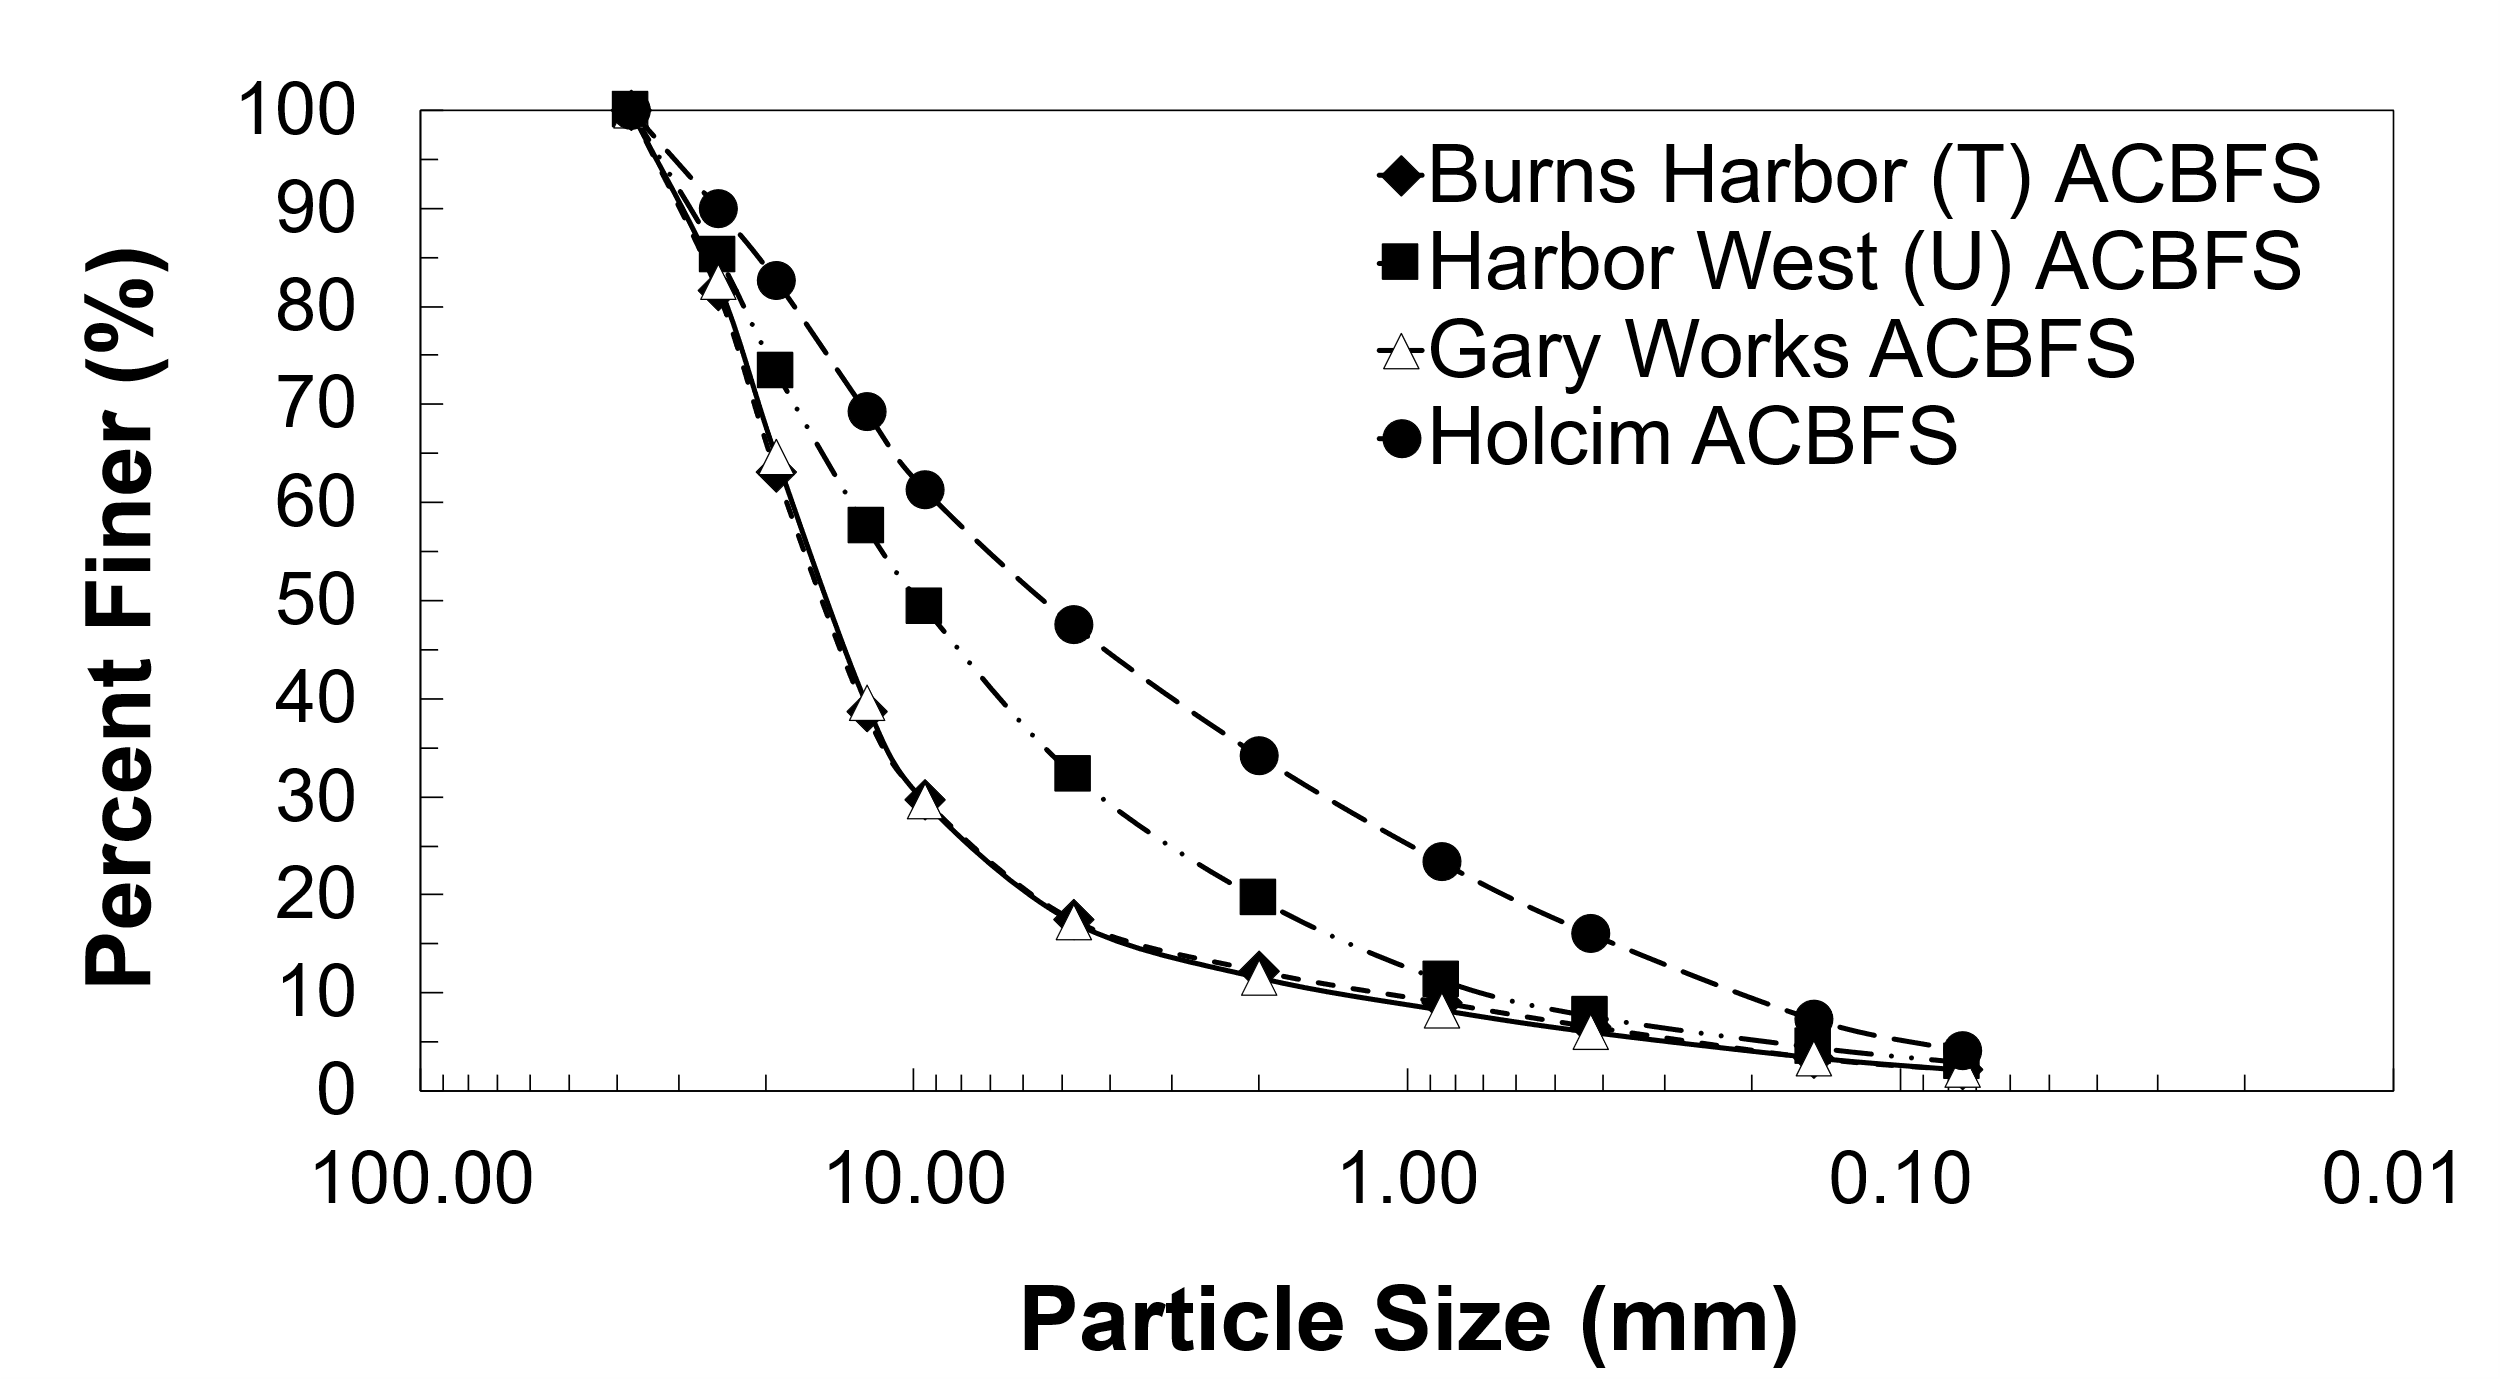 100
90
80
70
60
50
40
30
20
10
0
Percent Finer (%)
Burns Harbor (T) ACBFS
Harbor West (U) ACBFS
Gary Works ACBFS
Holcim ACBFS
100.00 10.00 1.00 0.10 0.01
Particle Size (mm)